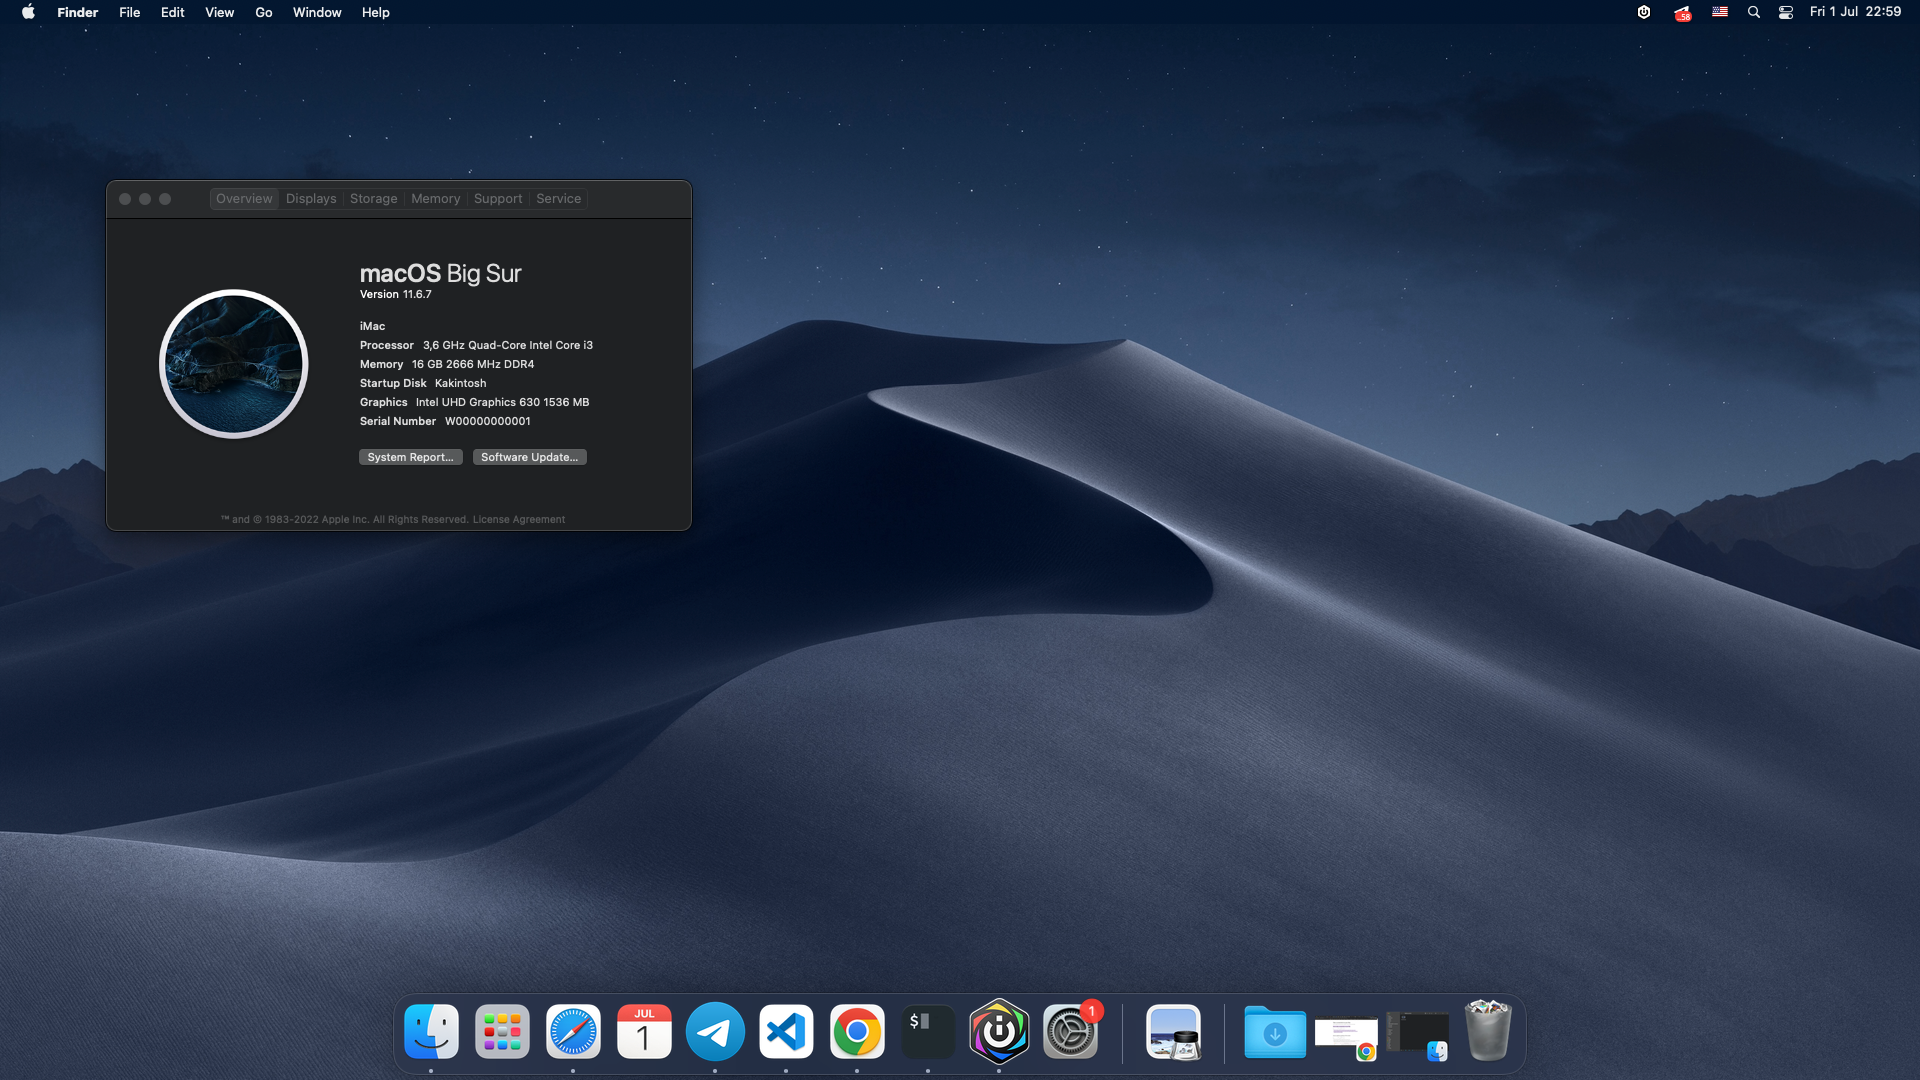 Finder File Edit View Go Window Help
58
Fri 1 Jul 22:59
Overview Displays Storage Memory Support Service
macOS Big Sur
Version 11.6.7
iMac
Processor 3,6 GHz Quad-Core Intel Core i3
Memory 16 GB 2666 MHz DDR4
Startup Disk Kakintosh
Graphics Intel UHD Graphics 630 1536 MB
Serial Number W00000000001
System Report... Software Update...
™ and © 1983-2022 Apple Inc. All Rights Reserved. License Agreement
JUL
1
$
1